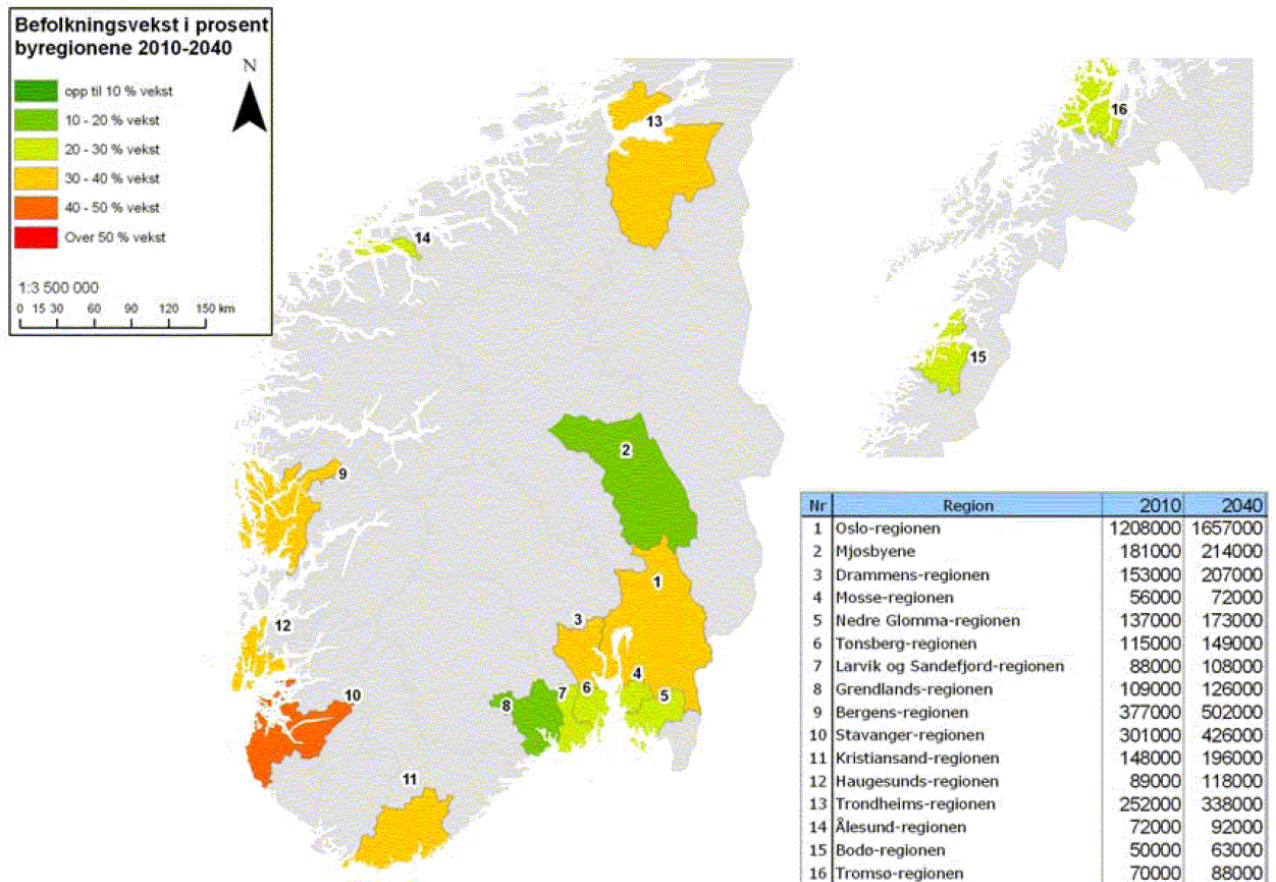 Befolkningsvekst i prosent
byregionene 2010-2040
N
opp til 10 % vekst
10 - 20 % vekst
20 - 30 % vekst
30 - 40 % vekst
40 - 50 % vekst
Over 50 % vekst
1:3 500 000
0 15 30 60 90 120 150 km
13
16
14
15
2
9
1
12
3
10
8
7
6
4
5
11
Nr Region 2010 2040
1 Oslo-regionen 1208000 1657000
2 Mjøsbyene 181000 214000
3 Drammens-regionen 153000 207000
4 Mosse-regionen 56000 72000
5 Nedre Glomma-regionen 137000 173000
6 Tønsberg-regionen 115000 149000
7 Larvik og Sandefjord-regionen 88000 108000
8 Grendlands-regionen 109000 126000
9 Bergens-regionen 377000 502000
10 Stavanger-regionen 301000 426000
11 Kristiansand-regionen 148000 196000
12 Haugesunds-regionen 89000 118000
13 Trondheims-regionen 252000 338000
14 Ålesund-regionen 72000 92000
15 Bodø-regionen 50000 63000
16 Tromsø-regionen 70000 88000